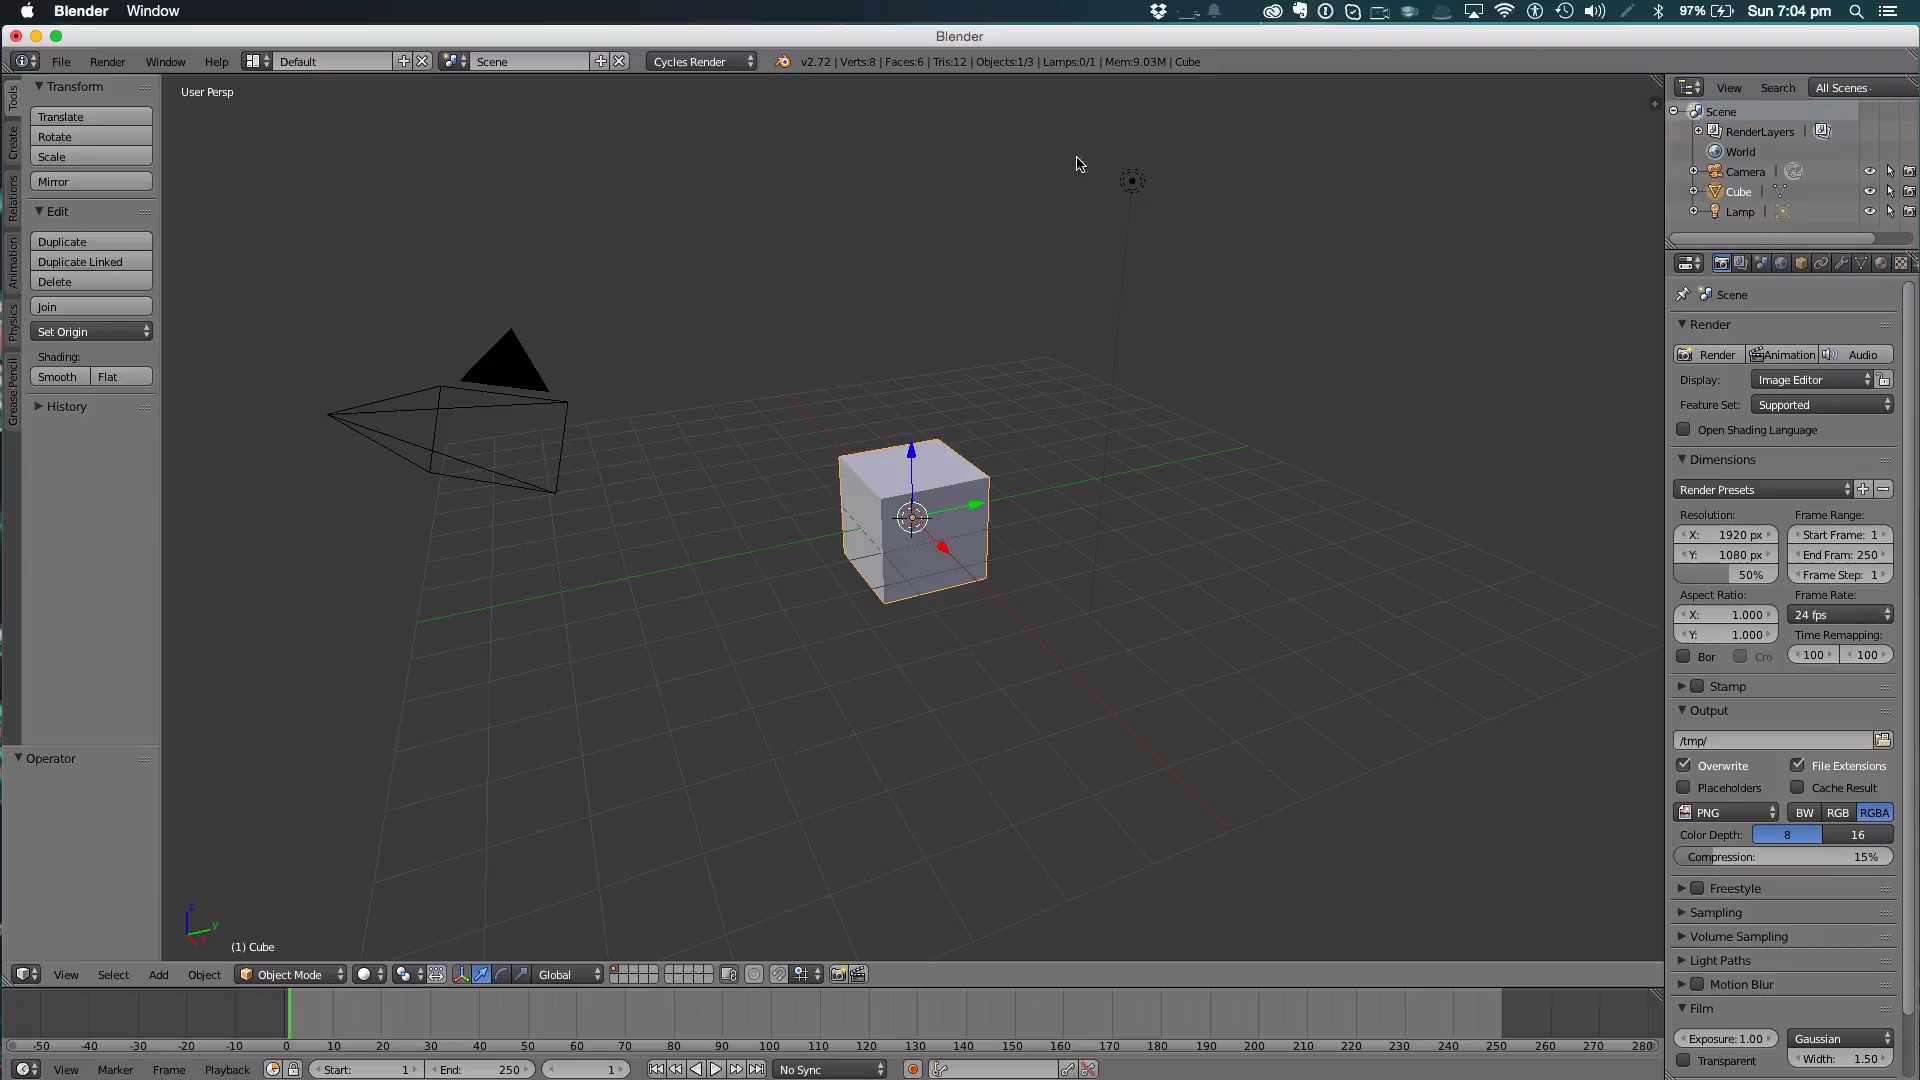 Blender Window 97% Sun 7:04 pm
Blender
File Render Window Help Default Scene Cycles Render v2.72 | Verts:8 | Faces:6 | Tris:12 | Objects:1/3 | Lamps:0/1 | Mem:9.03M | Cube
Tools
Create
Relations
Animation
Physics
Grease Pencil
Transform
Translate
Rotate
Scale
Mirror
Edit
Duplicate
Duplicate Linked
Delete
Join
Set Origin
Shading:
Smooth Flat
History
Operator
User Persp
z
y
x
(1) Cube
View Select Add Object Object Mode Global
-50 -40 -30 -20 -10 0 10 20 30 40 50 60 70 80 90 100 110 120 130 140 150 160 170 180 190 200 210 220 230 240 250 260 270 280
View Marker Frame Playback Start: 1 End: 250 1 No Sync
View Search All Scenes
Scene
RenderLayers |
World
Camera |
Cube |
Lamp |
Scene
Render
Render Animation Audio
Display: Image Editor
Feature Set: Supported
Open Shading Language
Dimensions
Render Presets
Resolution: Frame Range:
X: 1920 px Start Frame: 1
Y: 1080 px End Fram: 250
50% Frame Step: 1
Aspect Ratio: Frame Rate:
X: 1.000 24 fps
Y: 1.000 Time Remapping:
Bor Cro 100 100
Stamp
Output
/tmp/
Overwrite File Extensions
Placeholders Cache Result
PNG BW RGB RGBA
Color Depth: 8 16
Compression: 15%
Freestyle
Sampling
Volume Sampling
Light Paths
Motion Blur
Film
Exposure: 1.00 Gaussian
Transparent Width: 1.50